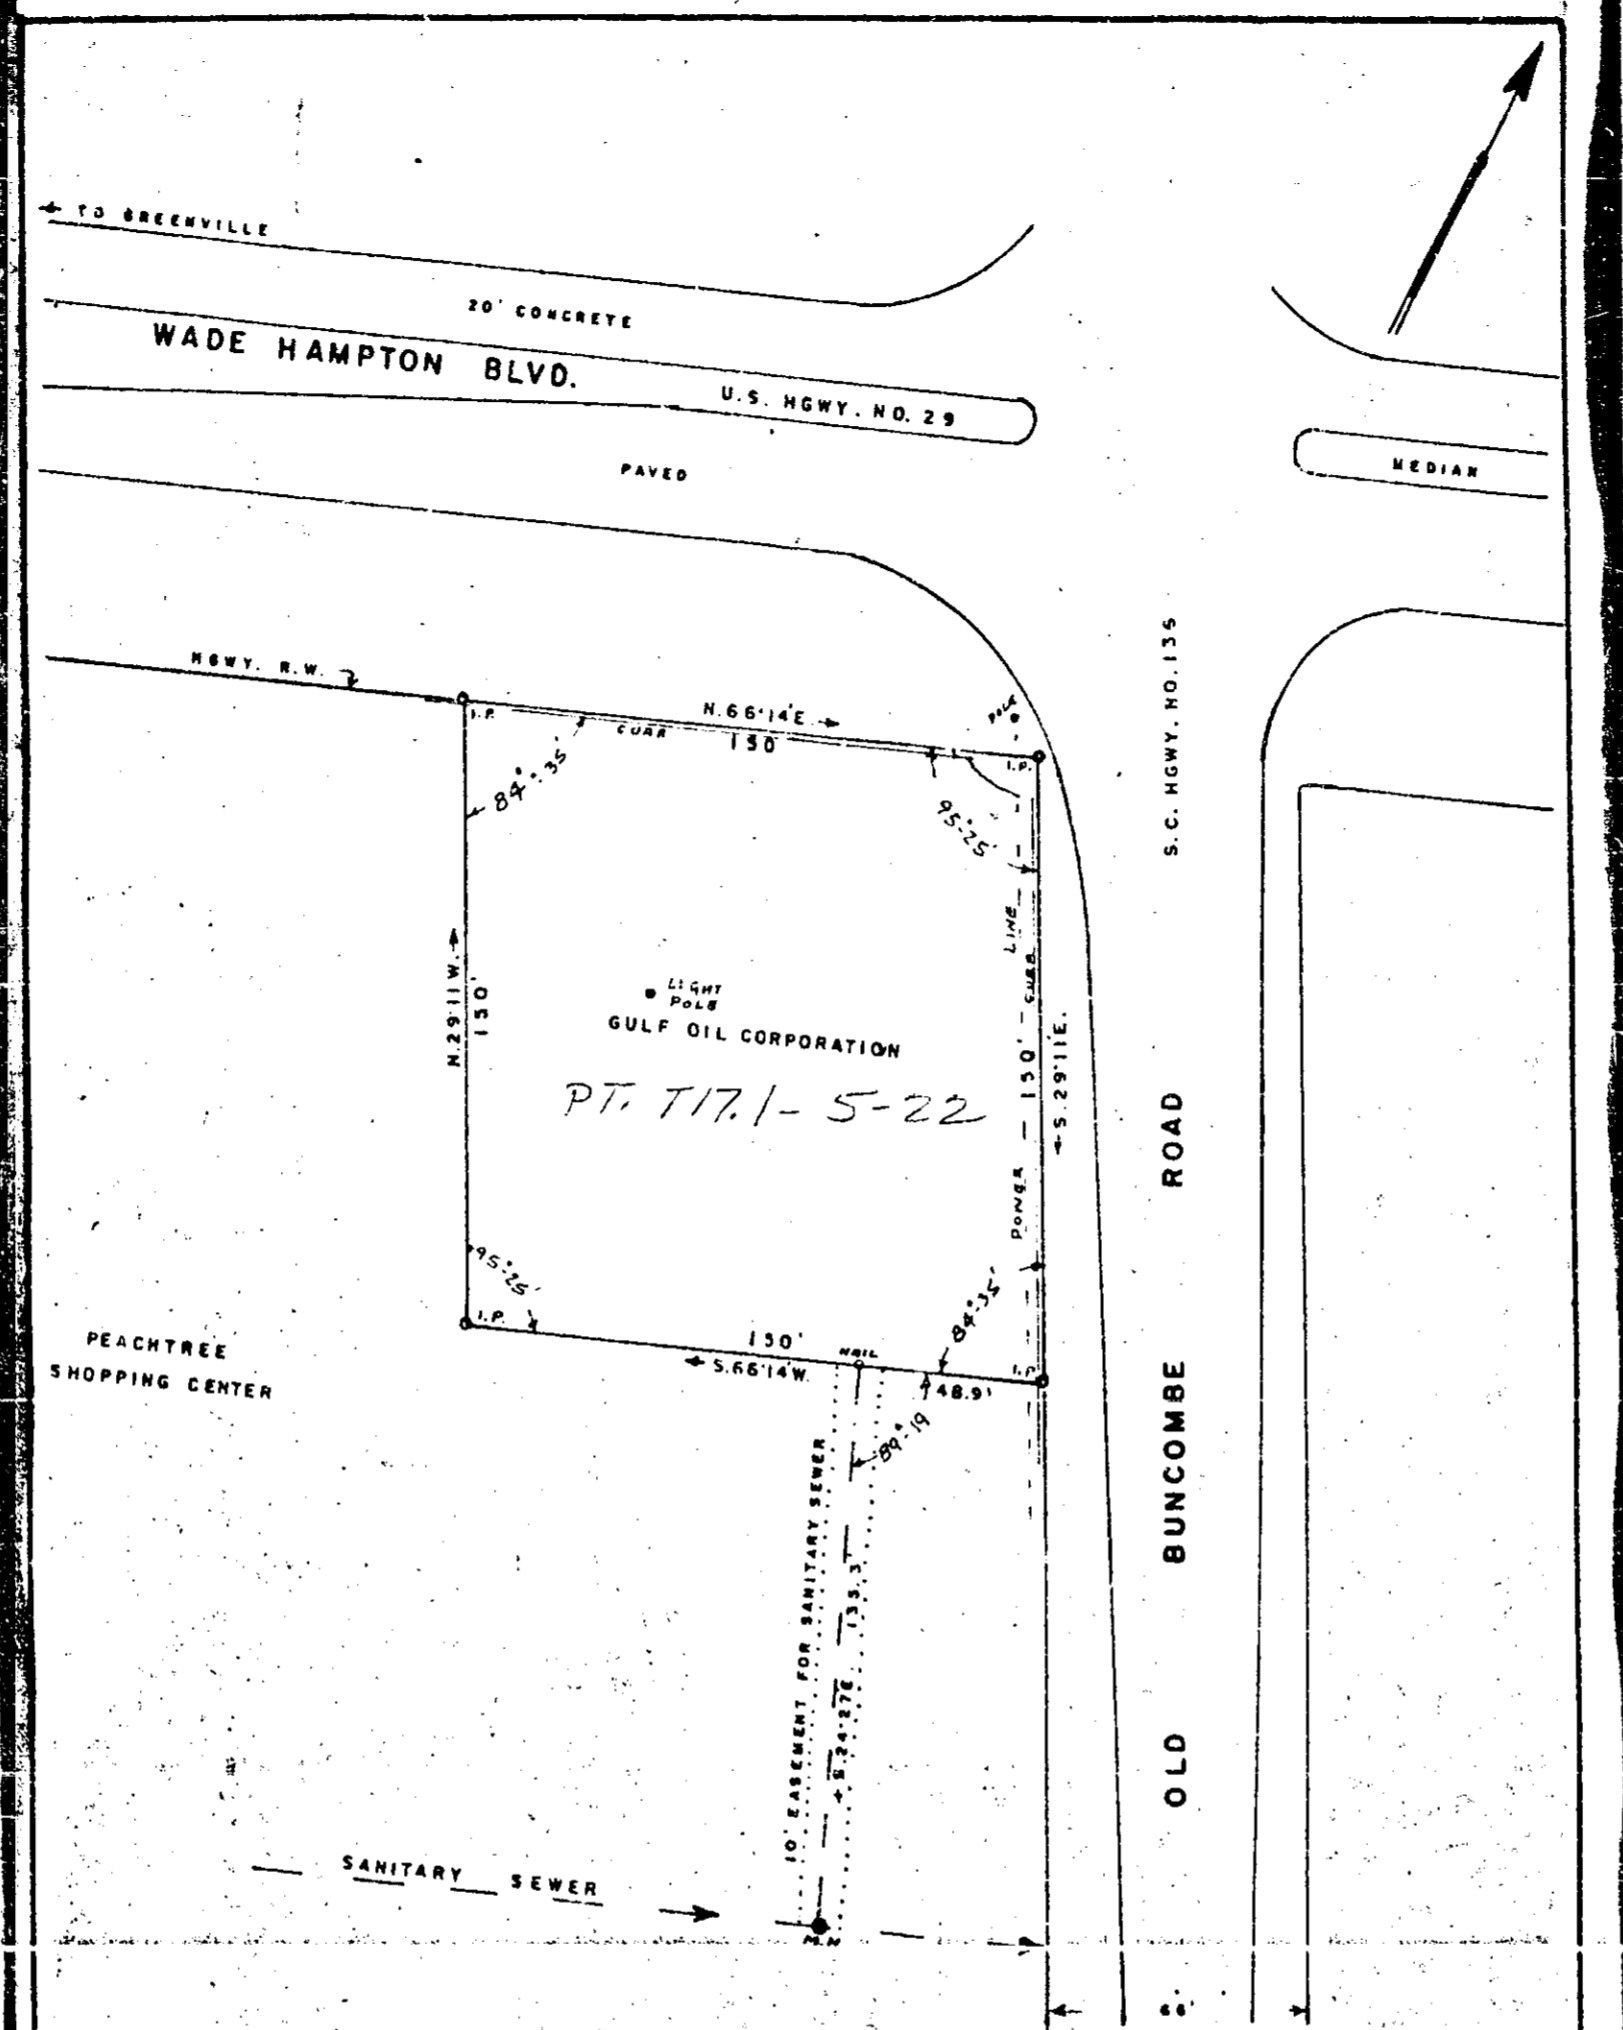 ← TO GREENVILLE
20' CONCRETE
WADE HAMPTON BLVD.
U.S. HGWY. NO. 29
PAVED
MEDIAN
S.C. HGWY. NO. 135
HGWY. R.W.
I.P.
N.66°14'E. →
CURB
150
POLE
I.P.
84°:35'
95°-25'
N.29°11'W. →
150'
LINE
CURB
150'
POWER
← S.29°11'E.
LIGHT
POLE
GULF OIL CORPORATION
PT. T17.1-5-22
95°-25'
I.P.
84°-35'
150'
← S.66°14'W.
NAIL
I.P.
48.9'
89°-19
PEACHTREE
SHOPPING CENTER
10' EASEMENT FOR SANITARY SEWER
← S.24°27'E. 135.3'
OLD BUNCOMBE ROAD
SANITARY SEWER
M.H.
66'